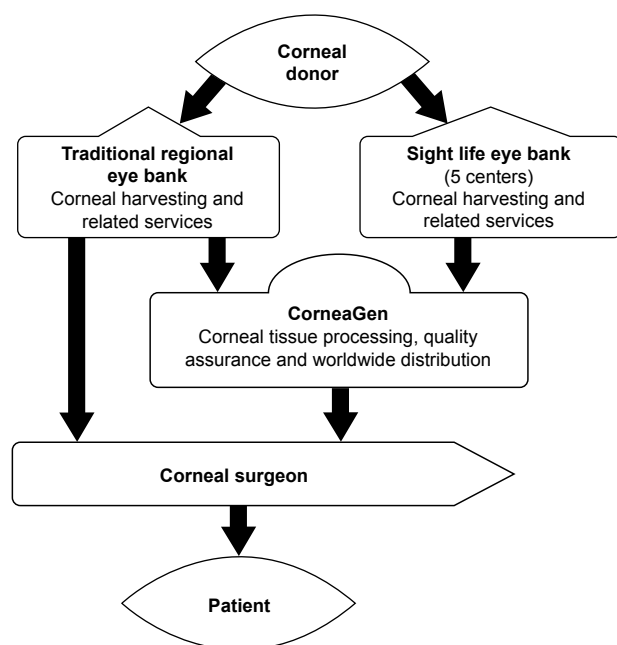 Corneal
donor
Traditional regional
eye bank
Corneal harvesting and
related services
Sight life eye bank
(5 centers)
Corneal harvesting and
related services
CorneaGen
Corneal tissue processing, quality
assurance and worldwide distribution
Corneal surgeon
Patient